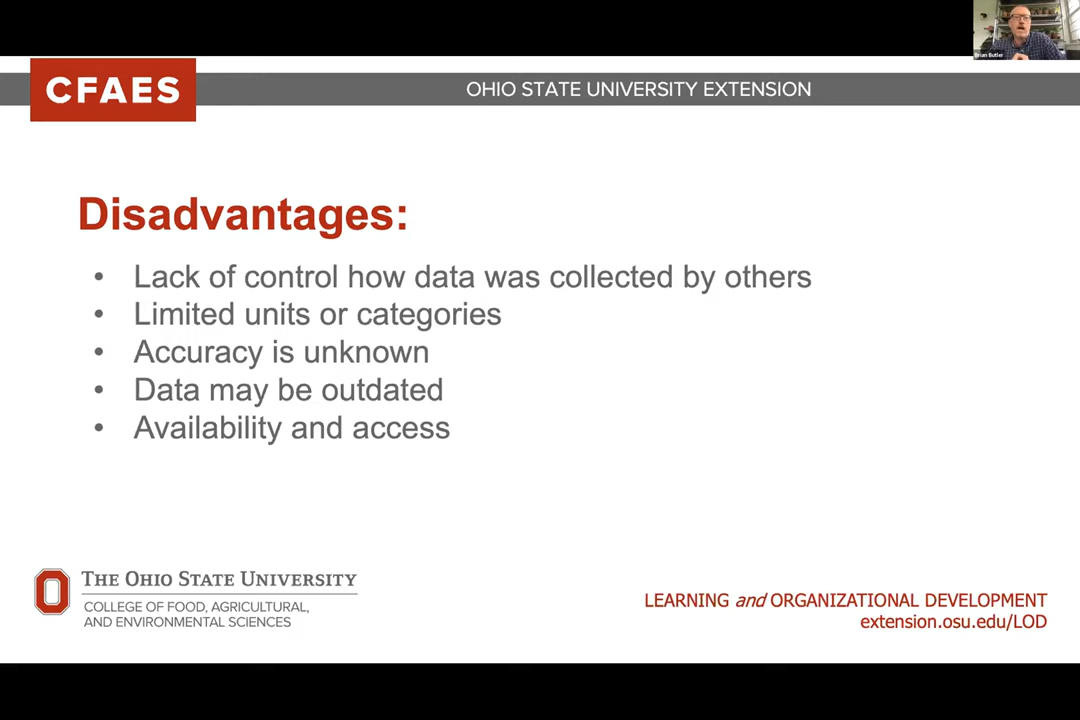 Brian Butler
CFAES
OHIO STATE UNIVERSITY EXTENSION
Disadvantages:
• Lack of control how data was collected by others
• Limited units or categories
• Accuracy is unknown
• Data may be outdated
• Availability and access
THE OHIO STATE UNIVERSITY
COLLEGE OF FOOD, AGRICULTURAL,
AND ENVIRONMENTAL SCIENCES
LEARNING and ORGANIZATIONAL DEVELOPMENT
extension.osu.edu/LOD